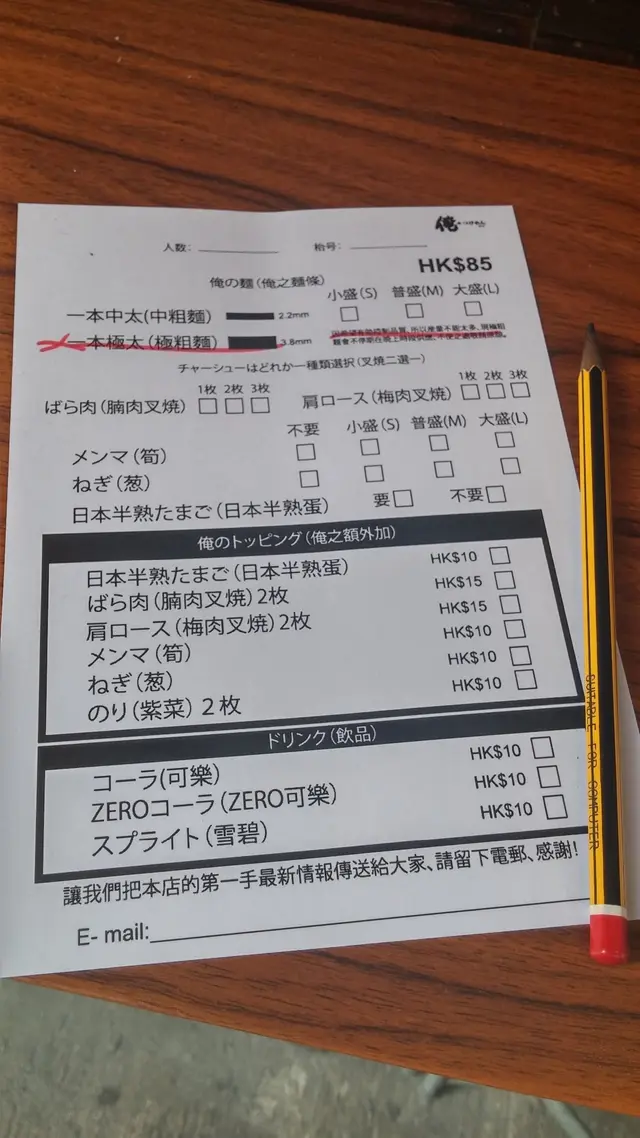 俺
人数: 枱号:
HK$85
俺の麺(俺之麵條) 小盛(S) 普盛(M) 大盛(L)
一本中太(中粗麵) 2.2mm
一本極太(極粗麵) 3.8mm
チャーシューはどれか一種類選択(叉燒二選一)
1枚 2枚 3枚 1枚 2枚 3枚
ばら肉(腩肉叉燒) 肩ロース(梅肉叉燒)
不要 小盛(S) 普盛(M) 大盛(L)
メンマ(筍)
ねぎ(葱)
日本半熟たまご(日本半熟蛋) 要 不要
俺のトッピング(俺之額外加)
日本半熟たまご(日本半熟蛋) HK$10
ばら肉(腩肉叉燒)2枚 HK$15
肩ロース(梅肉叉燒)2枚 HK$15
メンマ(筍) HK$10
ねぎ(葱) HK$10
のり(紫菜)2枚 HK$10
ドリンク(飲品)
コーラ(可樂) HK$10
ZEROコーラ(ZERO可樂) HK$10
スプライト(雪碧) HK$10
讓我們把本店的第一手最新情報傳送給大家、請留下電郵、感謝!
E- mail:
SUITABLE FOR COMPUTER